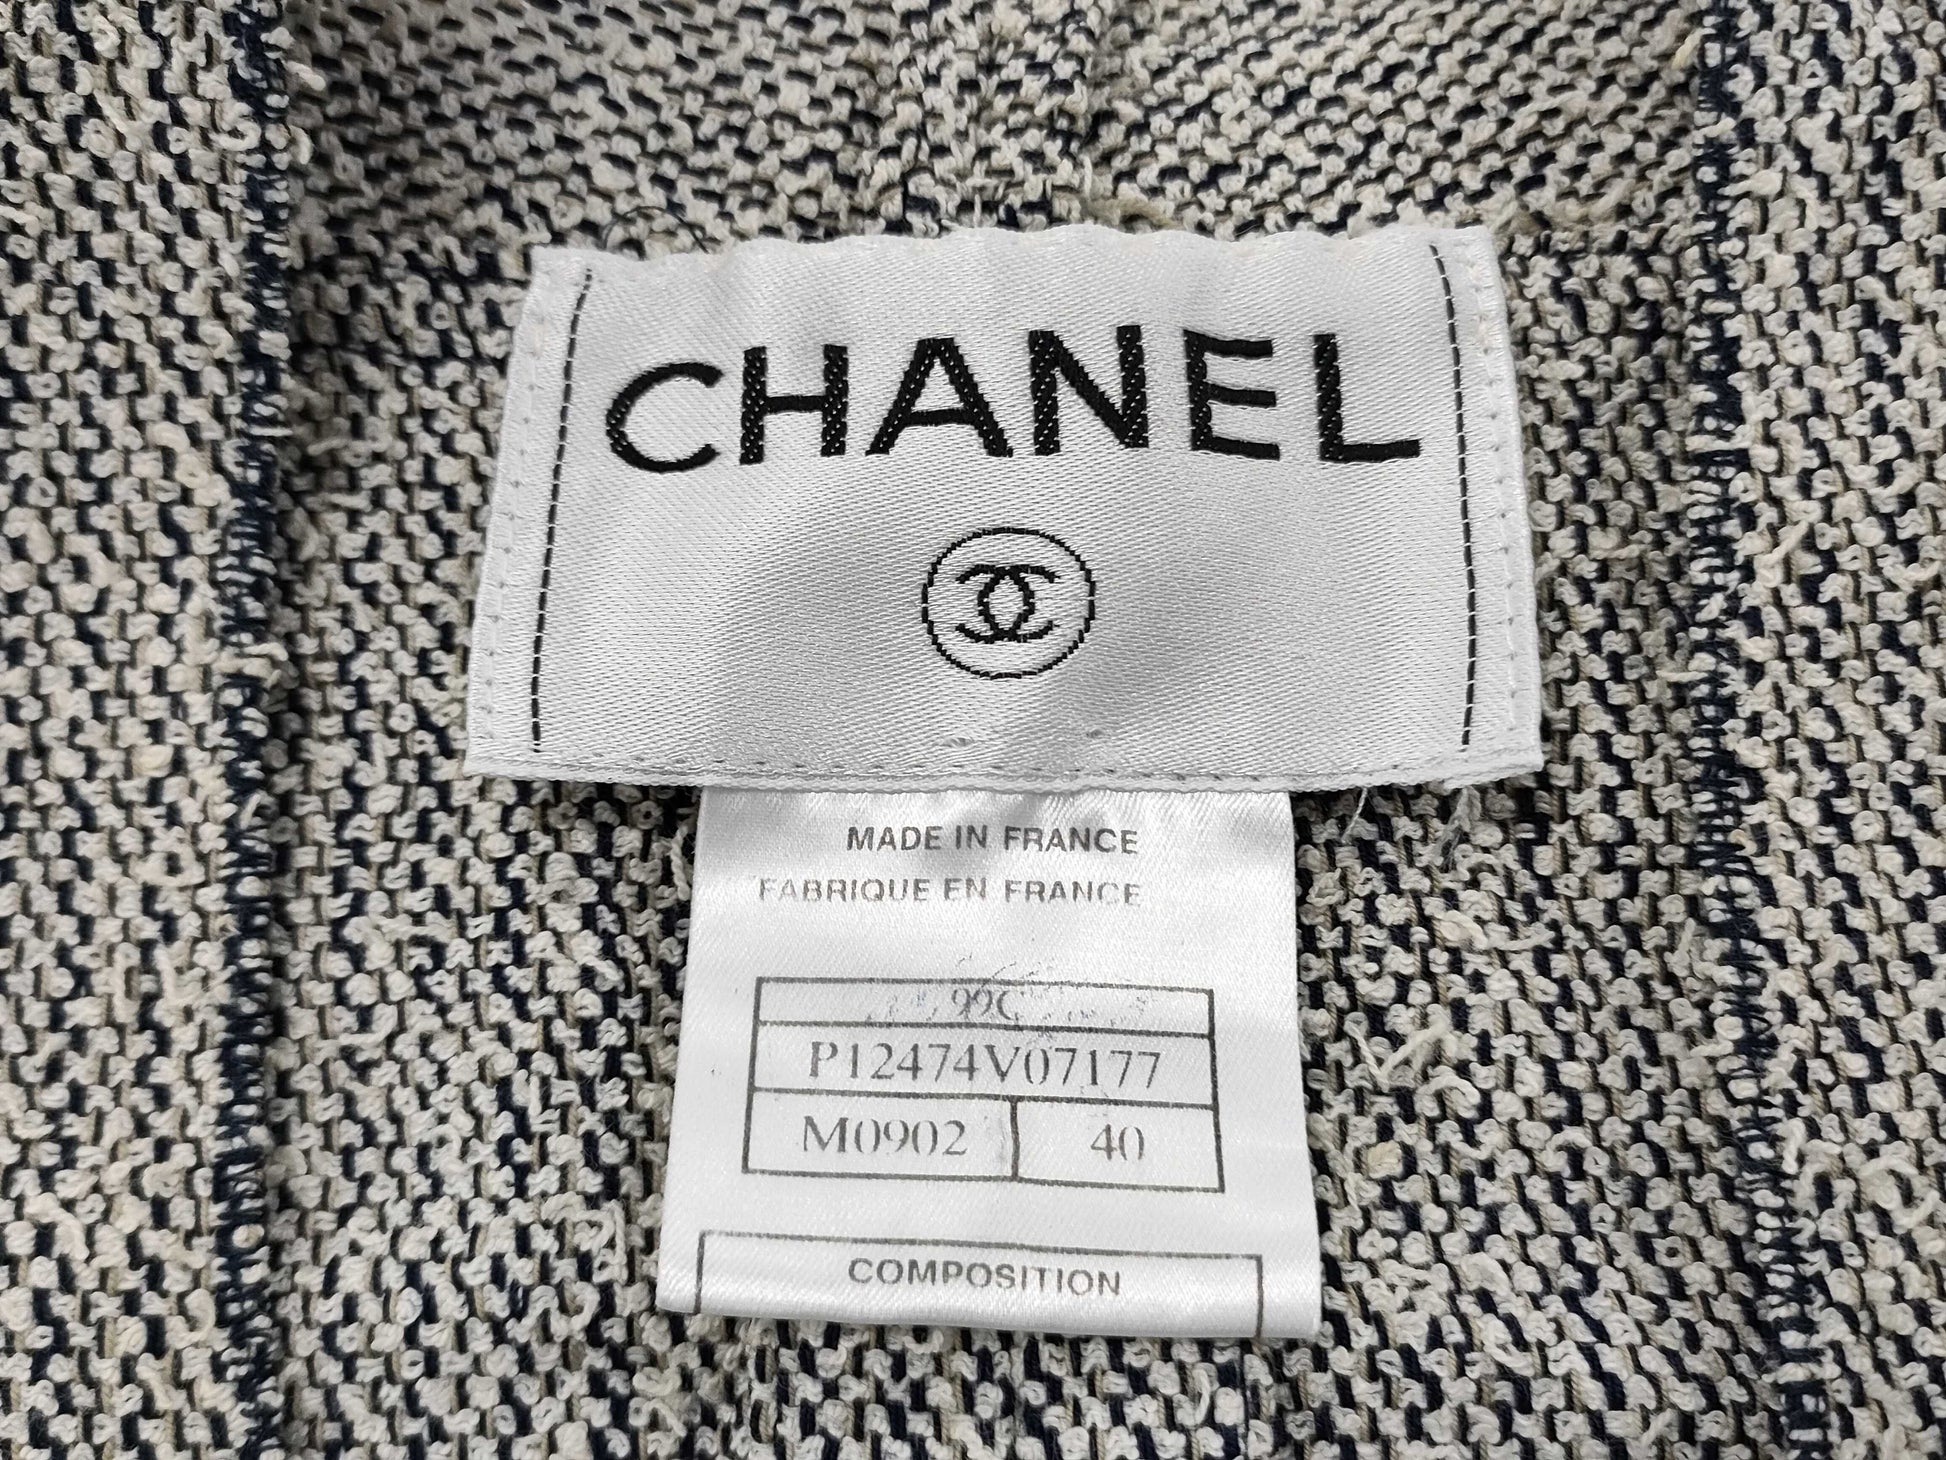 CHANEL
MADE IN FRANCE
FABRIQUE EN FRANCE
99C
P12474V07177
M0902 40
COMPOSITION